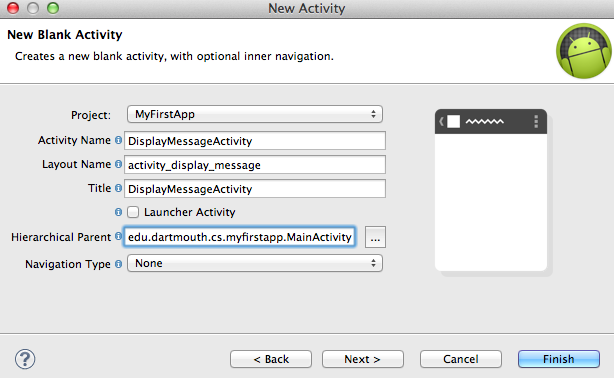 New Activity
New Blank Activity
Creates a new blank activity, with optional inner navigation.
Project: MyFirstApp
Activity Name DisplayMessageActivity
Layout Name activity_display_message
Title DisplayMessageActivity
Launcher Activity
Hierarchical Parent edu.dartmouth.cs.myfirstapp.MainActivity ...
Navigation Type None
? < Back Next > Cancel Finish